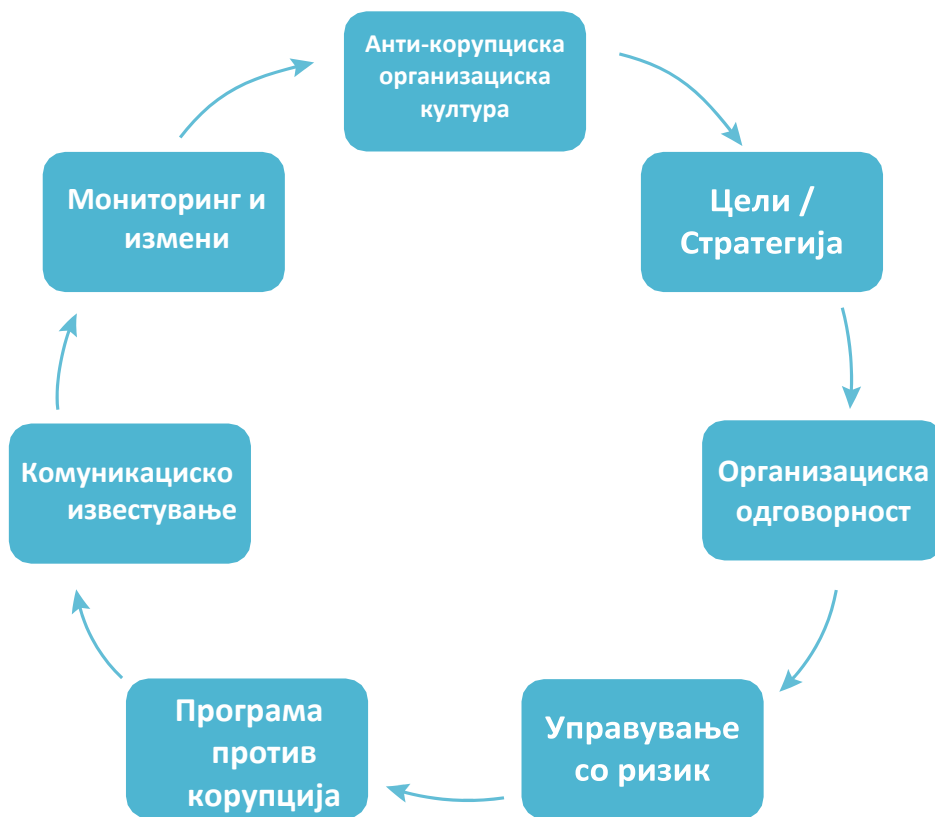 Анти-корупциска
организациска
култура
Цели /
Стратегија
Организациска
одговорност
Управување
со ризик
Програма
против
корупција
Комуникациско
известување
Мониторинг и
измени